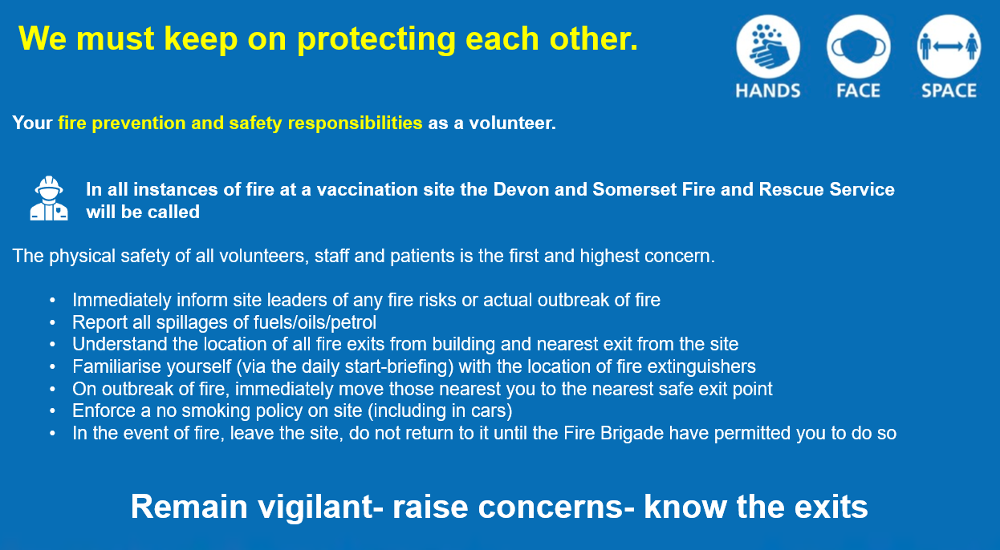 We must keep on protecting each other.
HANDS FACE SPACE
Your fire prevention and safety responsibilities as a volunteer.
In all instances of fire at a vaccination site the Devon and Somerset Fire and Rescue Service
will be called
The physical safety of all volunteers, staff and patients is the first and highest concern.
• Immediately inform site leaders of any fire risks or actual outbreak of fire
• Report all spillages of fuels/oils/petrol
• Understand the location of all fire exits from building and nearest exit from the site
• Familiarise yourself (via the daily start-briefing) with the location of fire extinguishers
• On outbreak of fire, immediately move those nearest you to the nearest safe exit point
• Enforce a no smoking policy on site (including in cars)
• In the event of fire, leave the site, do not return to it until the Fire Brigade have permitted you to do so
Remain vigilant- raise concerns- know the exits